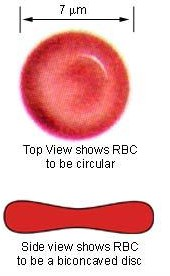 7 μm
Top View shows RBC
to be circular
Side view shows RBC
to be a biconcaved disc